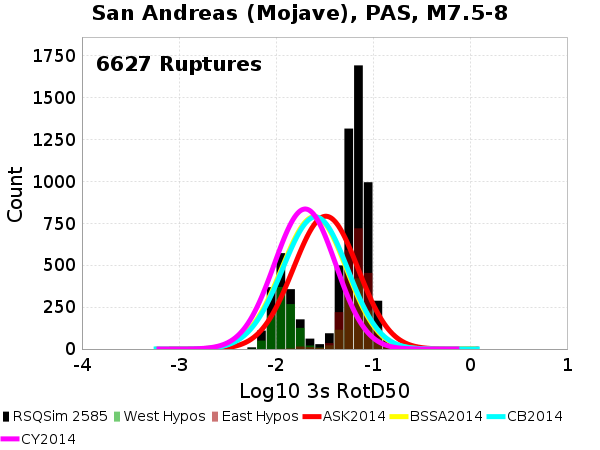 San Andreas (Mojave), PAS, M7.5-8
6627 Ruptures
1750
1500
1250
1000
750
500
250
0
Count
-4 -3 -2 -1 0 1
Log10 3s RotD50
RSQSim 2585 West Hypos East Hypos ASK2014 BSSA2014 CB2014
CY2014